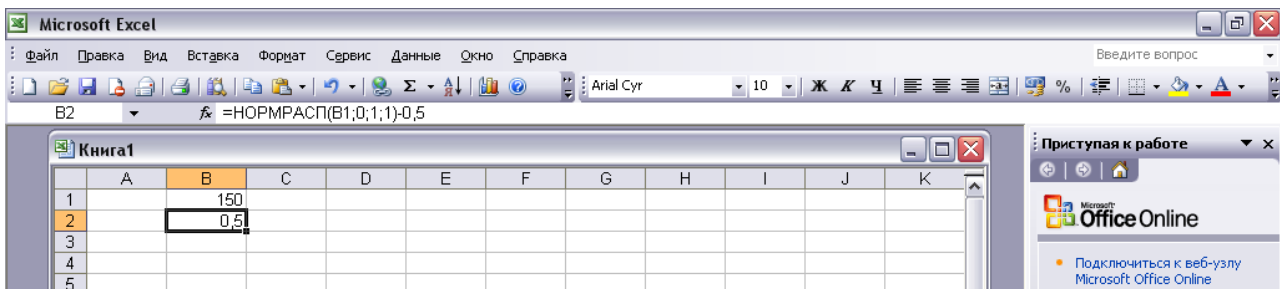 Microsoft Excel
Файл Правка Вид Вставка Формат Сервис Данные Окно Справка Введите вопрос
Arial Cyr 10 Ж К Ч %
B2 fx =НОРМРАСП(B1;0;1;1)-0,5
Книга1
Приступая к работе
A B C D E F G H I J K
1 150
2 0,5
3
4
5
Microsoft
Office Online
Подключиться к веб-узлу
Microsoft Office Online